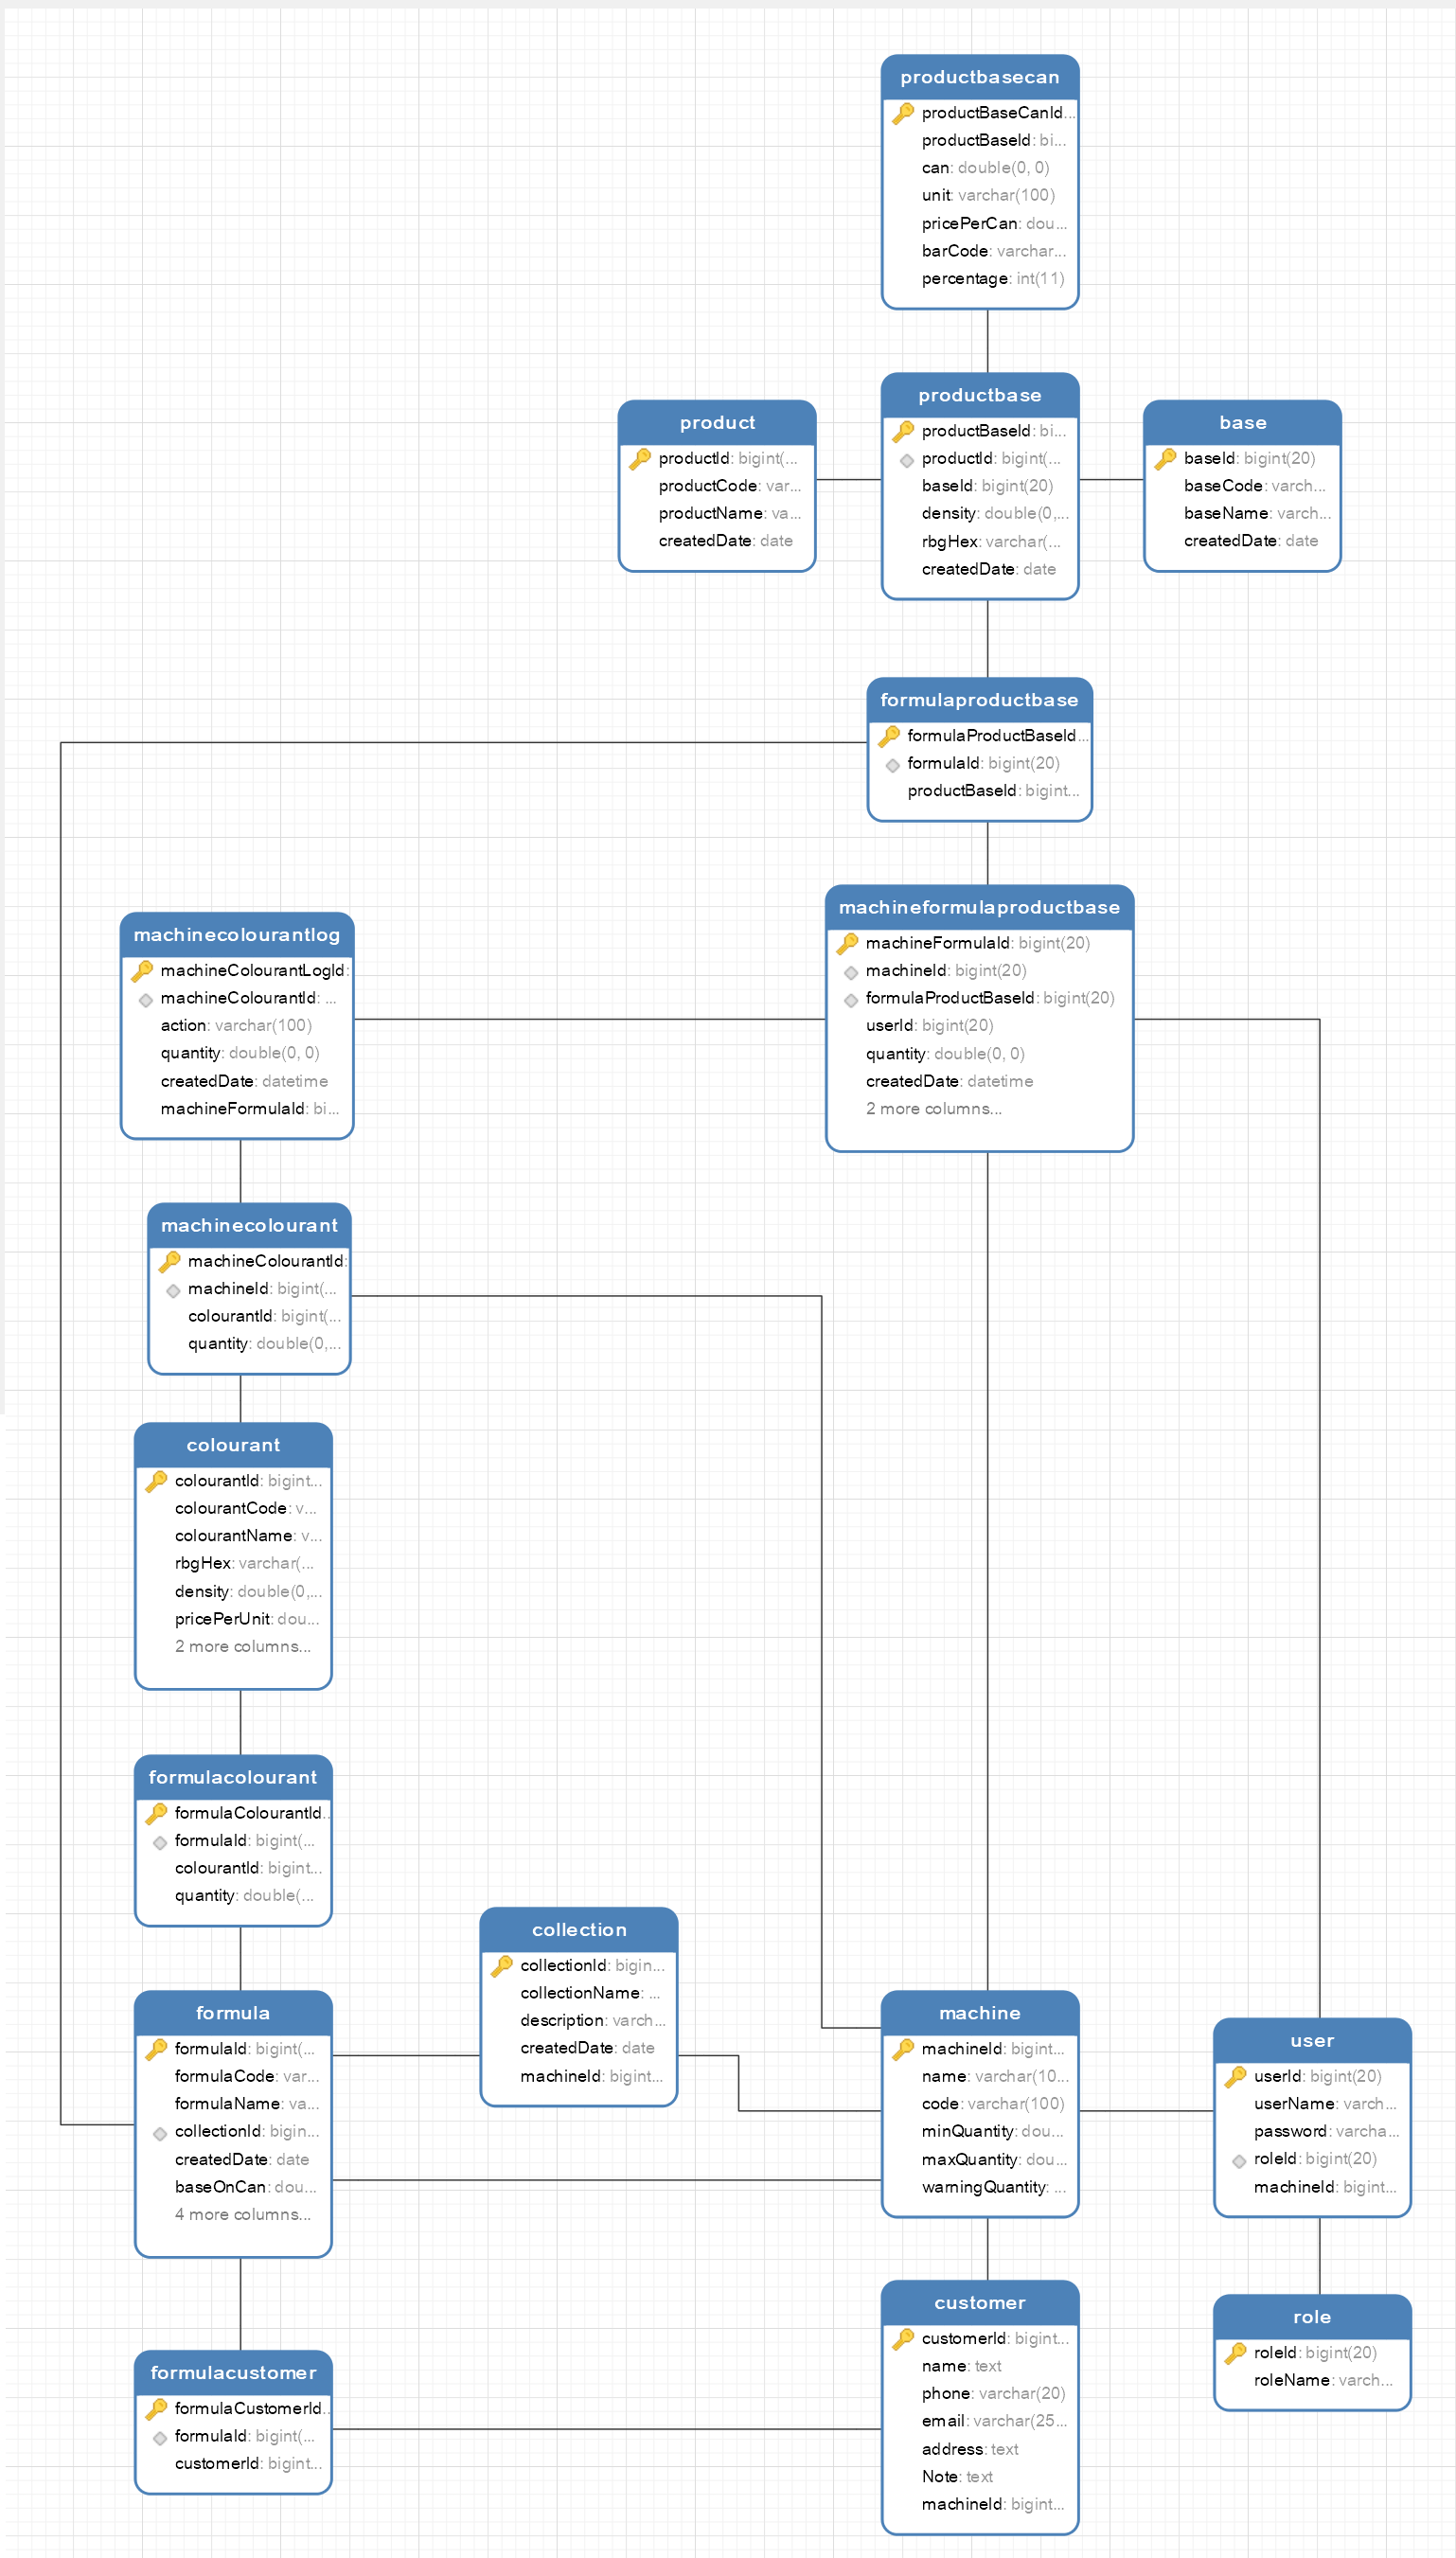 productbasecan
productBaseCanId...
productBaseId: bi...
can: double(0, 0)
unit: varchar(100)
pricePerCan: dou...
barCode: varchar...
percentage: int(11)
product
productId: bigint(...
productCode: var...
productName: va...
createdDate: date
productbase
productBaseId: bi...
productId: bigint(...
baseId: bigint(20)
density: double(0,...
rbgHex: varchar(...
createdDate: date
base
baseId: bigint(20)
baseCode: varch...
baseName: varch...
createdDate: date
formulaproductbase
formulaProductBaseId...
formulaId: bigint(20)
productBaseId: bigint...
machinecolourantlog
machineColourantLogId:
machineColourantId: ...
action: varchar(100)
quantity: double(0, 0)
createdDate: datetime
machineFormulaId: bi...
machineformulaproductbase
machineFormulaId: bigint(20)
machineId: bigint(20)
formulaProductBaseId: bigint(20)
userId: bigint(20)
quantity: double(0, 0)
createdDate: datetime
2 more columns...
machinecolourant
machineColourantId:
machineId: bigint(...
colourantId: bigint(...
quantity: double(0,...
colourant
colourantId: bigint...
colourantCode: v...
colourantName: v...
rbgHex: varchar(...
density: double(0,...
pricePerUnit: dou...
2 more columns...
formulacolourant
formulaColourantId..
formulaId: bigint(...
colourantId: bigint...
quantity: double(...
collection
collectionId: bigin...
collectionName: ...
description: varch...
createdDate: date
machineId: bigint...
formula
formulaId: bigint(...
formulaCode: var...
formulaName: va...
collectionId: bigin...
createdDate: date
baseOnCan: dou...
4 more columns...
machine
machineId: bigint...
name: varchar(10...
code: varchar(100)
minQuantity: dou...
maxQuantity: dou...
warningQuantity: ...
user
userId: bigint(20)
userName: varch...
password: varcha...
roleId: bigint(20)
machineId: bigint...
formulacustomer
formulaCustomerId..
formulaId: bigint(...
customerId: bigint...
customer
customerId: bigint...
name: text
phone: varchar(20)
email: varchar(25...
address: text
Note: text
machineId: bigint...
role
roleId: bigint(20)
roleName: varch...